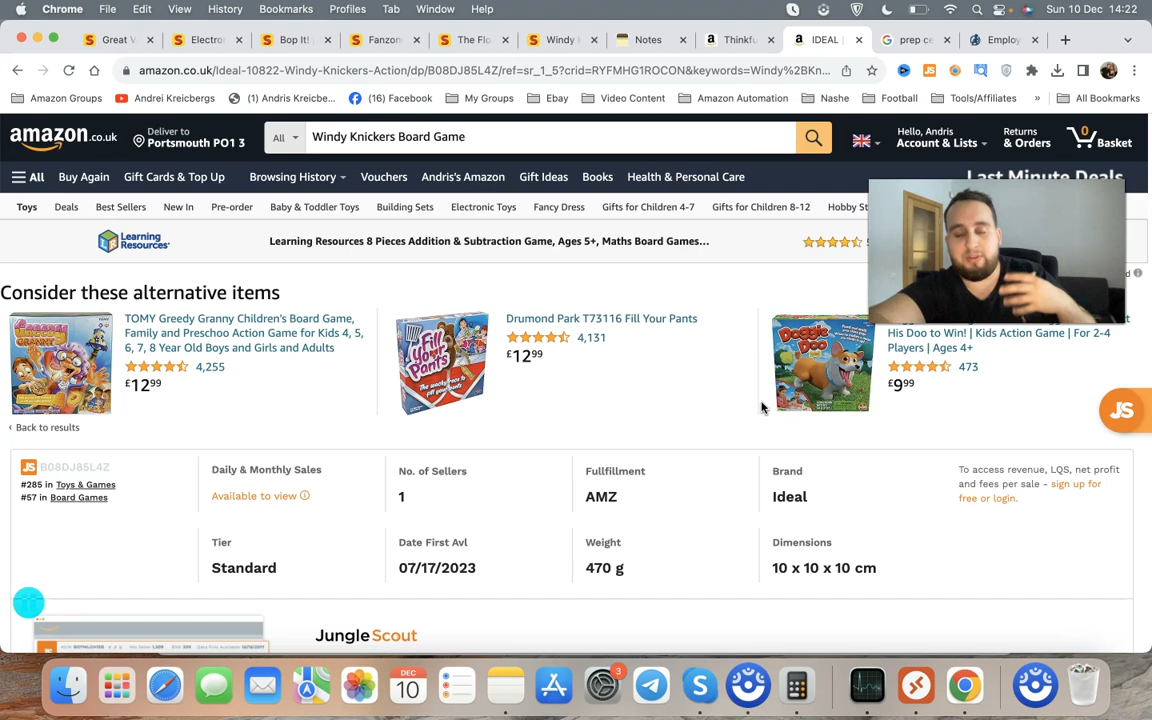 Chrome File Edit View History Bookmarks Profiles Tab Window Help Sun 10 Dec 14:22
Great V Electron Bop It! Fanzon The Flo Windy Notes Thinkfu IDEAL | prep ce Employ
amazon.co.uk/Ideal-10822-Windy-Knickers-Action/dp/B08DJ85L4Z/ref=sr_1_5?crid=RYFMHG1ROCON&keywords=Windy%2BKn...
Amazon Groups Andrei Kreicbergs (1) Andris Kreicbe... (16) Facebook My Groups Ebay Video Content Amazon Automation Nashe Football Tools/Affiliates » All Bookmarks
amazon.co.uk Deliver to Portsmouth PO1 3 All Windy Knickers Board Game Hello, Andris Account & Lists Returns & Orders 0 Basket
All Buy Again Gift Cards & Top Up Browsing History Vouchers Andris's Amazon Gift Ideas Books Health & Personal Care Last Minute Deals
Toys Deals Best Sellers New In Pre-order Baby & Toddler Toys Building Sets Electronic Toys Fancy Dress Gifts for Children 4-7 Gifts for Children 8-12 Hobby St
Learning Resources Learning Resources 8 Pieces Addition & Subtraction Game, Ages 5+, Maths Board Games...
Consider these alternative items
TOMY Greedy Granny Children's Board Game,
Family and Preschoo Action Game for Kids 4, 5,
6, 7, 8 Year Old Boys and Girls and Adults
4,255
£12⁹⁹
Fill Your Pants
Drumond Park T73116 Fill Your Pants
4,131
£12⁹⁹
Doggie Doo
His Doo to Win! | Kids Action Game | For 2-4
Players | Ages 4+
473
£9⁹⁹
JS
‹ Back to results
JS B08DJ85L4Z
#285 in Toys & Games
#57 in Board Games
Daily & Monthly Sales
Available to view
No. of Sellers
1
Fullfillment
AMZ
Brand
Ideal
To access revenue, LQS, net profit
and fees per sale - sign up for
free or login.
Tier
Standard
Date First Avl
07/17/2023
Weight
470 g
Dimensions
10 x 10 x 10 cm
Jungle Scout
DEC
10
3